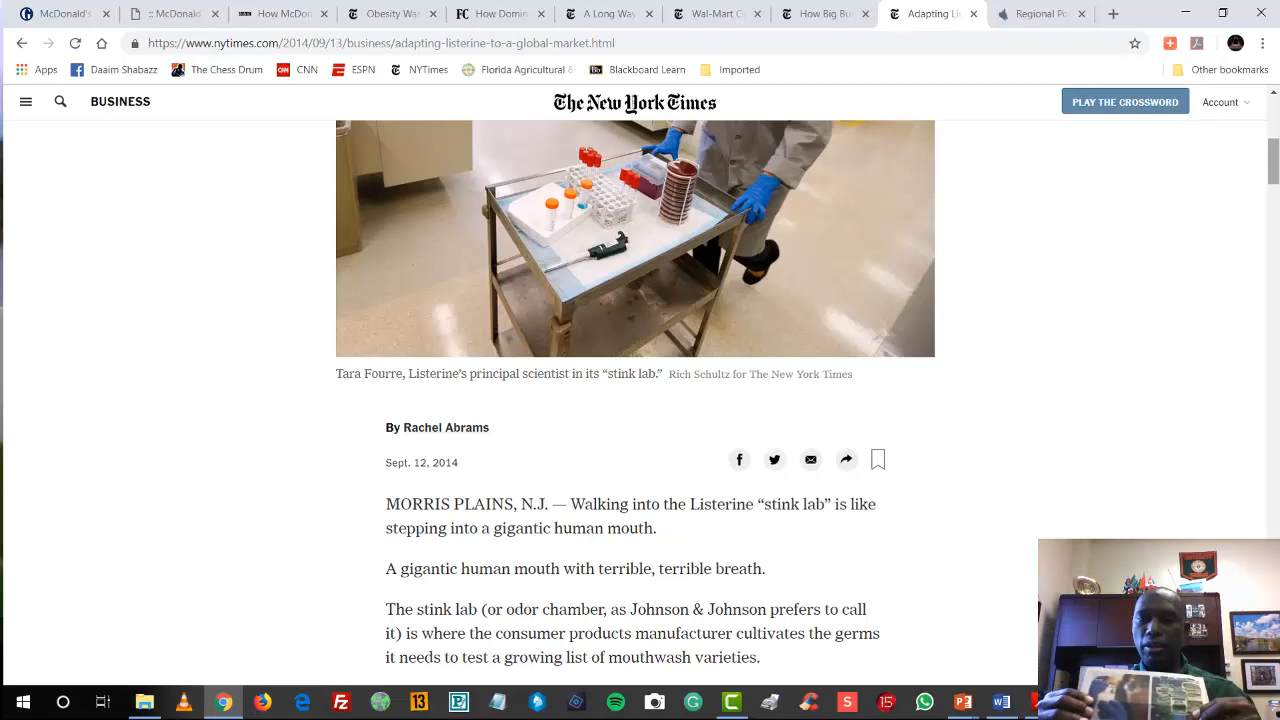 McDonald's
:: McDonald'
How McDo
Obesity Wa
How Domin
A Long Way
Wal-Mart C
How Big Bu
Adapting Lis
Regional Po
https://www.nytimes.com/2014/09/13/business/adapting-listerine-to-a-global-market.html
Apps
Daaim Shabazz
The Chess Drum
CNN
ESPN
NYTimes
Florida Agricultural &
Blackboard Learn
Imported
Other bookmarks
BUSINESS
The New York Times
PLAY THE CROSSWORD
Account
Tara Fourre, Listerine's principal scientist in its “stink lab.” Rich Schultz for The New York Times
By Rachel Abrams
Sept. 12, 2014
MORRIS PLAINS, N.J. — Walking into the Listerine “stink lab” is like
stepping into a gigantic human mouth.
A gigantic human mouth with terrible, terrible breath.
The stink lab (or odor chamber, as Johnson & Johnson prefers to call
it) is where the consumer products manufacturer cultivates the germs
it needs to test a growing list of mouthwash varieties.